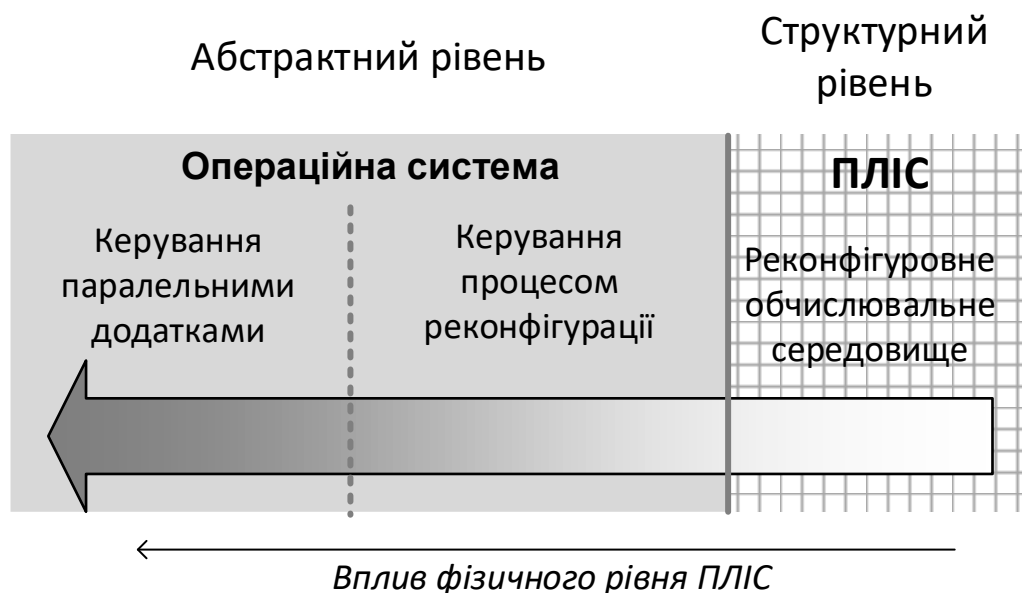 Абстрактний рівень
Структурний
рівень
Операційна система
ПЛІС
Керування
паралельними
додатками
Керування
процесом
реконфігурації
Реконфігуровне
обчислювальне
середовище
Вплив фізичного рівня ПЛІС